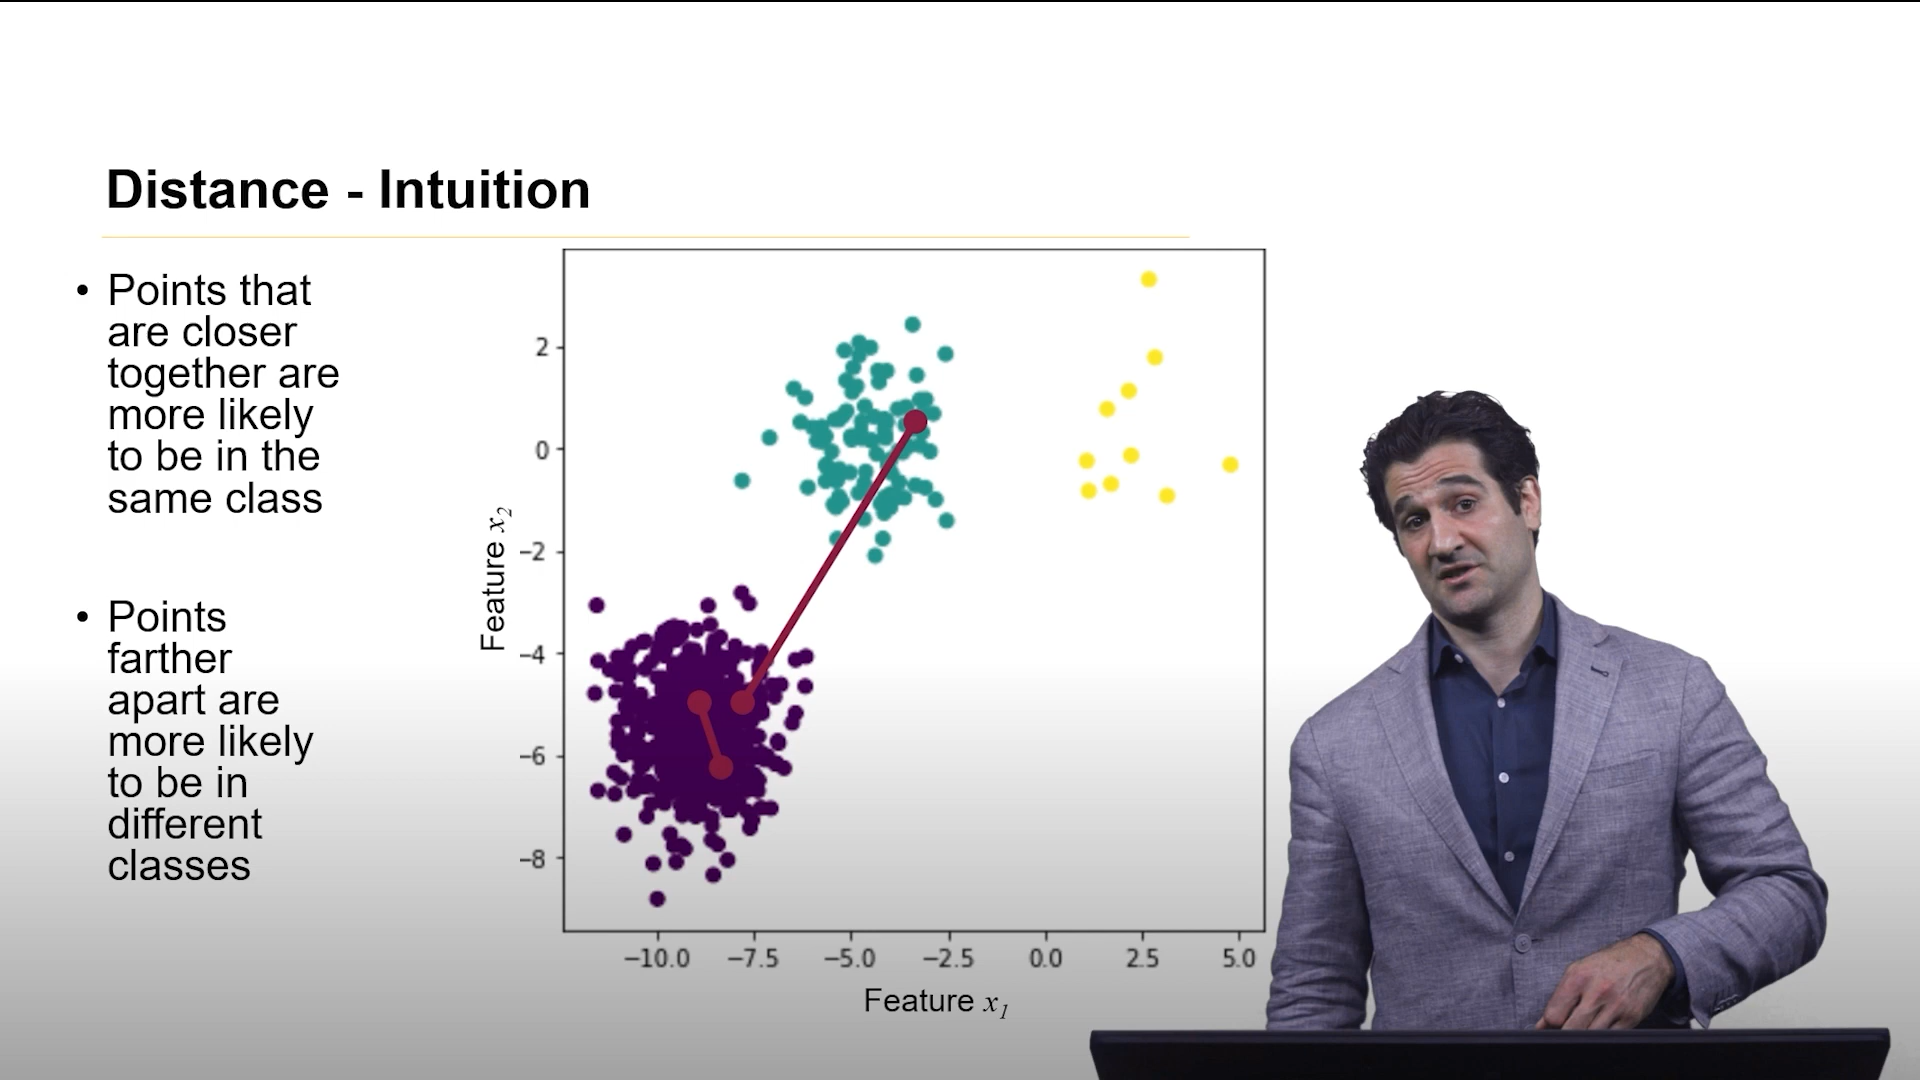 Distance - Intuition
• Points that
are closer
together are
more likely
to be in the
same class
• Points
farther
apart are
more likely
to be in
different
classes
Feature x2
2
0
−2
−4
−6
−8
−10.0 −7.5 −5.0 −2.5 0.0 2.5 5.0
Feature x1